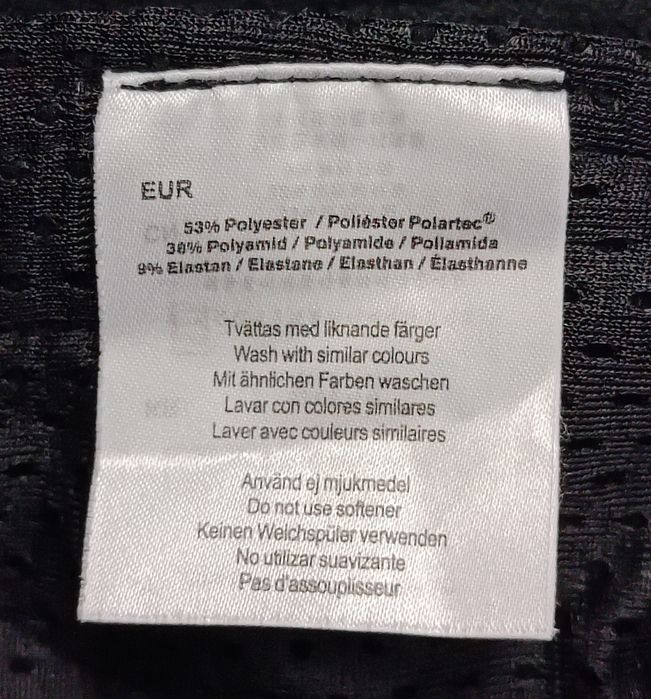 EUR
53% Polyester / Poliéster Polartec®
38% Polyamid / Polyamide / Poliamida
9% Elastan / Elastane / Elasthan / Élasthanne
Tvättas med liknande färger
Wash with similar colours
Mit ähnlichen Farben waschen
Lavar con colores similares
Laver avec couleurs similaires
Använd ej mjukmedel
Do not use softener
Keinen Weichspüler verwenden
No utilizar suavizante
Pas d'assouplisseur